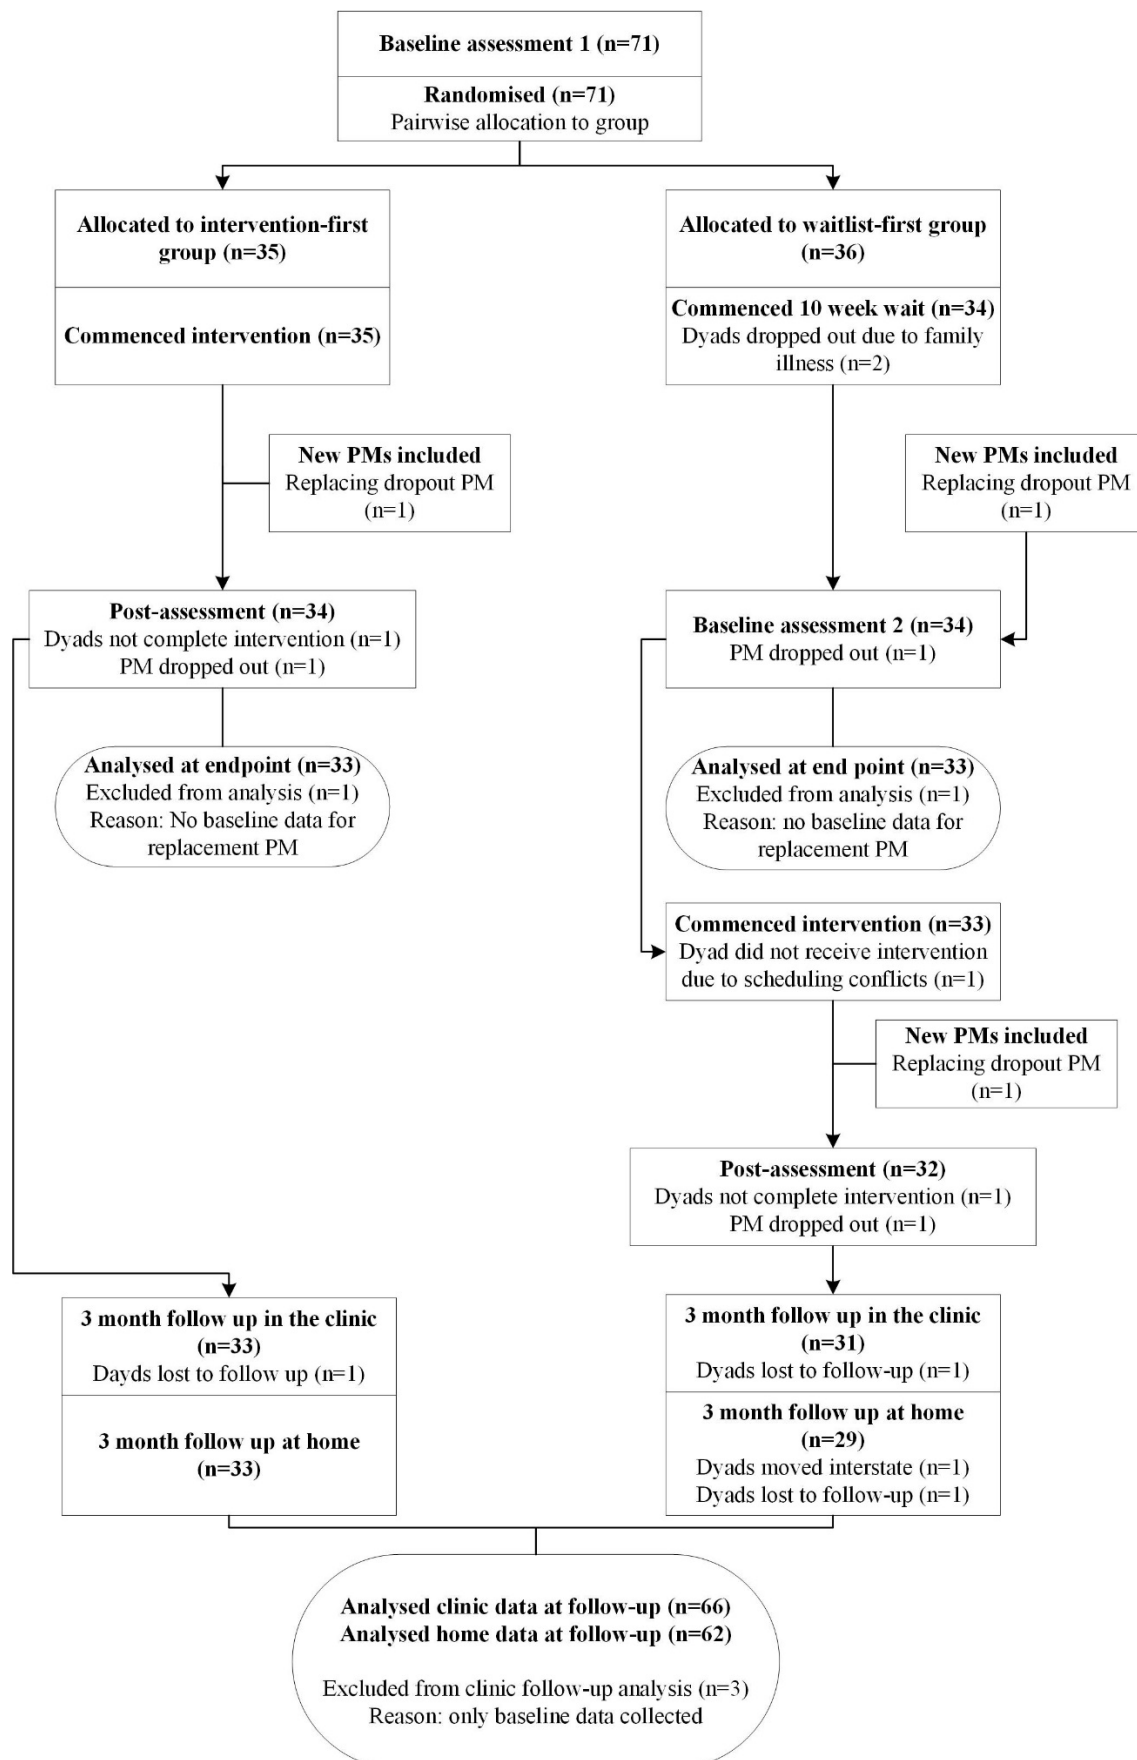 Baseline assessment 1 (n=71)
Randomised (n=71)
Pairwise allocation to group
Allocated to intervention-first
group (n=35)
Commenced intervention (n=35)
Allocated to waitlist-first group
(n=36)
Commenced 10 week wait (n=34)
Dyads dropped out due to family
illness (n=2)
New PMs included
Replacing dropout PM
(n=1)
New PMs included
Replacing dropout PM
(n=1)
Post-assessment (n=34)
Dyads not complete intervention (n=1)
PM dropped out (n=1)
Baseline assessment 2 (n=34)
PM dropped out (n=1)
Analysed at endpoint (n=33)
Excluded from analysis (n=1)
Reason: No baseline data for
replacement PM
Analysed at end point (n=33)
Excluded from analysis (n=1)
Reason: no baseline data for
replacement PM
Commenced intervention (n=33)
Dyad did not receive intervention
due to scheduling conflicts (n=1)
New PMs included
Replacing dropout PM
(n=1)
Post-assessment (n=32)
Dyads not complete intervention (n=1)
PM dropped out (n=1)
3 month follow up in the clinic
(n=33)
Dayds lost to follow up (n=1)
3 month follow up at home
(n=33)
3 month follow up in the clinic
(n=31)
Dyads lost to follow-up (n=1)
3 month follow up at home
(n=29)
Dyads moved interstate (n=1)
Dyads lost to follow-up (n=1)
Analysed clinic data at follow-up (n=66)
Analysed home data at follow-up (n=62)
Excluded from clinic follow-up analysis (n=3)
Reason: only baseline data collected